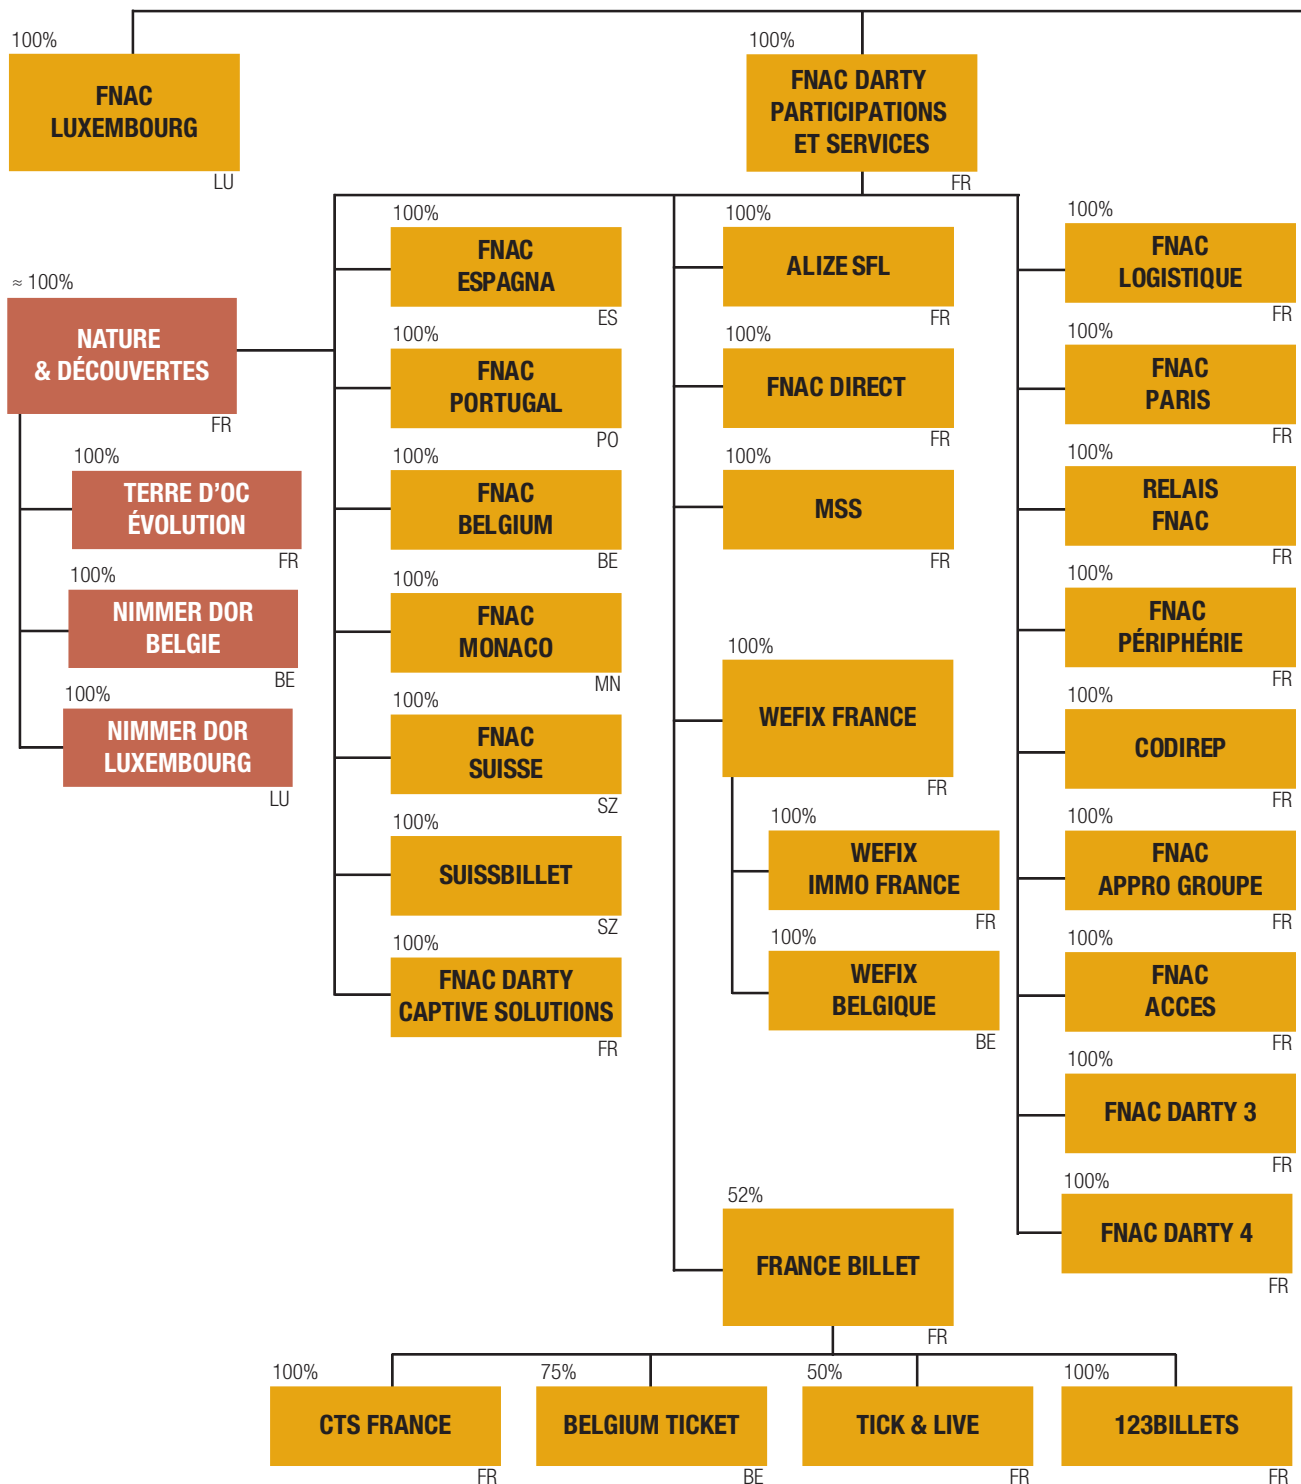 100%
FNAC
LUXEMBOURG
LU
100%
FNAC DARTY
PARTICIPATIONS
ET SERVICES
FR
≈ 100%
NATURE
& DÉCOUVERTES
FR
100%
TERRE D'OC
ÉVOLUTION
FR
100%
NIMMER DOR
BELGIE
BE
100%
NIMMER DOR
LUXEMBOURG
LU
100%
FNAC
ESPAGNA
ES
100%
FNAC
PORTUGAL
PO
100%
FNAC
BELGIUM
BE
100%
FNAC
MONACO
MN
100%
FNAC
SUISSE
SZ
100%
SUISSBILLET
SZ
100%
FNAC DARTY
CAPTIVE SOLUTIONS
FR
100%
ALIZE SFL
FR
100%
FNAC DIRECT
FR
100%
MSS
FR
100%
WEFIX FRANCE
FR
100%
WEFIX
IMMO FRANCE
FR
100%
WEFIX
BELGIQUE
BE
52%
FRANCE BILLET
FR
100%
FNAC
LOGISTIQUE
FR
100%
FNAC
PARIS
FR
100%
RELAIS
FNAC
FR
100%
FNAC
PÉRIPHÉRIE
FR
100%
CODIREP
FR
100%
FNAC
APPRO GROUPE
FR
100%
FNAC
ACCES
FR
100%
FNAC DARTY 3
FR
100%
FNAC DARTY 4
FR
100%
CTS FRANCE
FR
75%
BELGIUM TICKET
BE
50%
TICK & LIVE
FR
100%
123BILLETS
FR